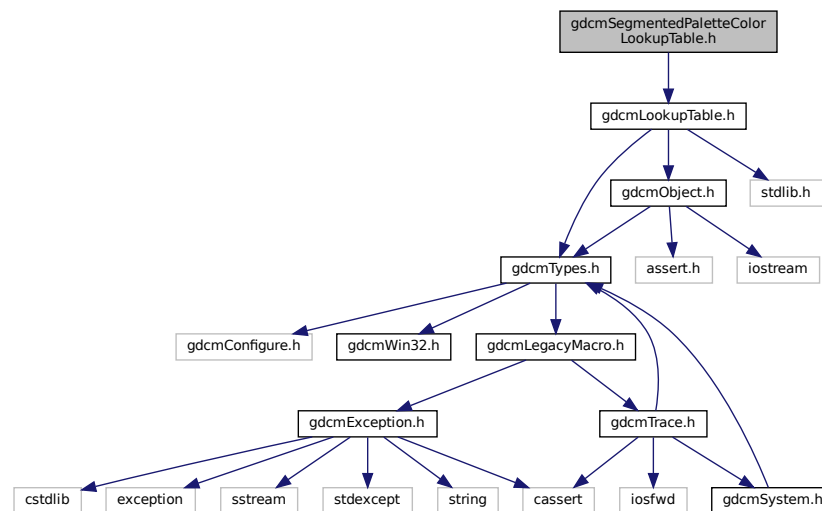 gdcmSegmentedPaletteColor
LookupTable.h
gdcmLookupTable.h
gdcmObject.h
stdlib.h
gdcmTypes.h
assert.h
iostream
gdcmConfigure.h
gdcmWin32.h
gdcmLegacyMacro.h
gdcmException.h
gdcmTrace.h
cstdlib
exception
sstream
stdexcept
string
cassert
iosfwd
gdcmSystem.h